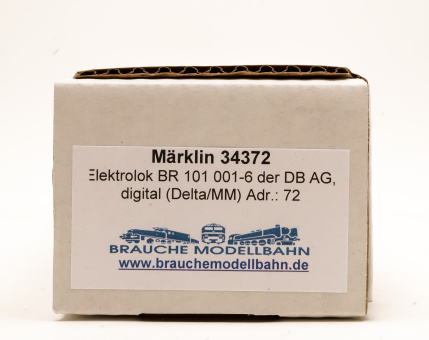 Märklin 34372
Elektrolok BR 101 001-6 der DB AG,
digital (Delta/MM) Adr.: 72
BRAUCHE MODELLBAHN
www.brauchemodellbahn.de